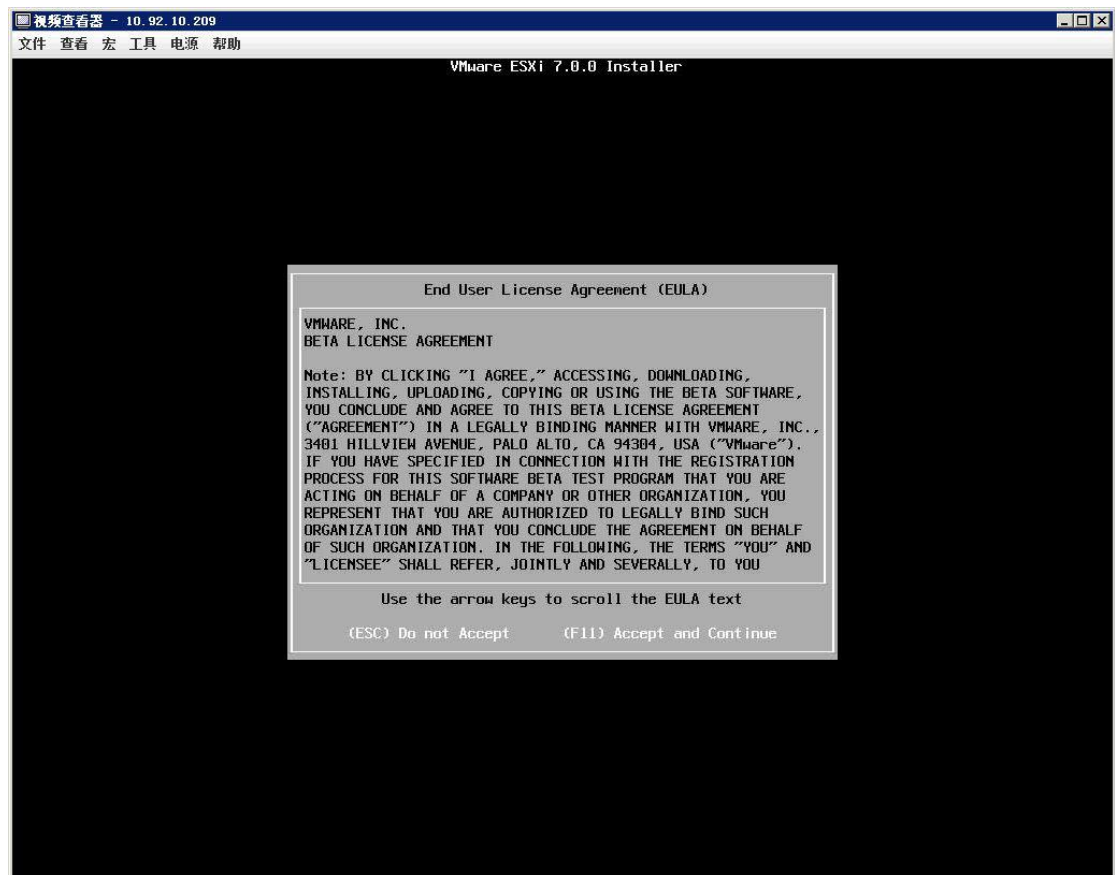 视频查看器 - 10.92.10.209
文件 查看 宏 工具 电源 帮助
VMware ESXi 7.0.0 Installer
End User License Agreement (EULA)
VMWARE, INC.
BETA LICENSE AGREEMENT
Note: BY CLICKING "I AGREE," ACCESSING, DOWNLOADING,
INSTALLING, UPLOADING, COPYING OR USING THE BETA SOFTWARE,
YOU CONCLUDE AND AGREE TO THIS BETA LICENSE AGREEMENT
("AGREEMENT") IN A LEGALLY BINDING MANNER WITH VMWARE, INC.,
3401 HILLVIEW AVENUE, PALO ALTO, CA 94304, USA ("VMware").
IF YOU HAVE SPECIFIED IN CONNECTION WITH THE REGISTRATION
PROCESS FOR THIS SOFTWARE BETA TEST PROGRAM THAT YOU ARE
ACTING ON BEHALF OF A COMPANY OR OTHER ORGANIZATION, YOU
REPRESENT THAT YOU ARE AUTHORIZED TO LEGALLY BIND SUCH
ORGANIZATION AND THAT YOU CONCLUDE THE AGREEMENT ON BEHALF
OF SUCH ORGANIZATION. IN THE FOLLOWING, THE TERMS "YOU" AND
"LICENSEE" SHALL REFER, JOINTLY AND SEVERALLY, TO YOU
Use the arrow keys to scroll the EULA text
(ESC) Do not Accept (F11) Accept and Continue